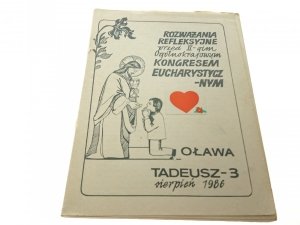 ROZWAŻANIA
REFLEKSYJNE
przed II-gim
Ogólnokrajowym
KONGRESEM
EUCHARYSTYCZ
-NYM
OŁAWA
TADEUSZ-3
sierpień 1986